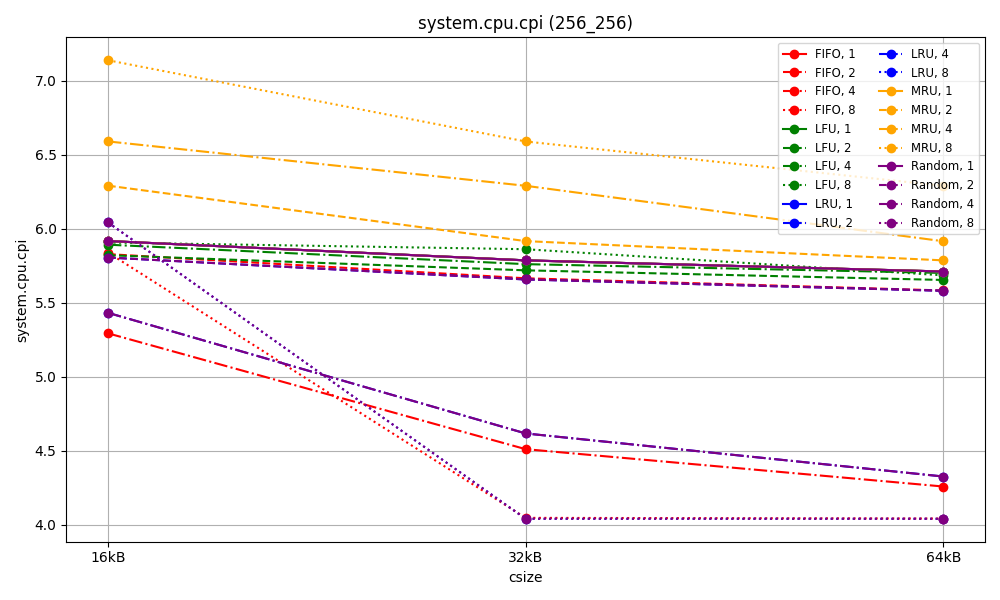 system.cpu.cpi (256_256)
system.cpu.cpi
7.0
6.5
6.0
5.5
5.0
4.5
4.0
16kB
32kB
64kB
csize
FIFO, 1
FIFO, 2
FIFO, 4
FIFO, 8
LFU, 1
LFU, 2
LFU, 4
LFU, 8
LRU, 1
LRU, 2
LRU, 4
LRU, 8
MRU, 1
MRU, 2
MRU, 4
MRU, 8
Random, 1
Random, 2
Random, 4
Random, 8